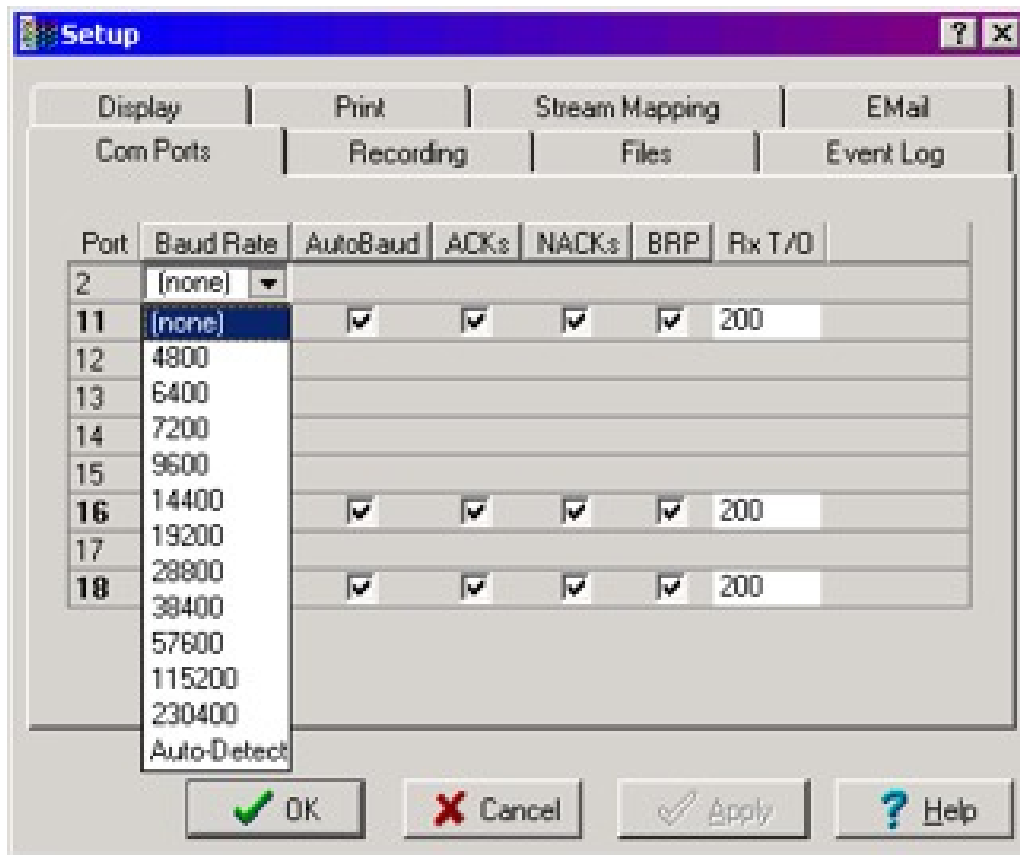 Setup
Display Print Stream Mapping EMail
Com Ports Recording Files Event Log
Port Baud Rate AutoBaud ACKs NACKs BRP Rx T/O
2 (none)
11 (none) 200
12 4800
13 6400
14 7200
15 9600
16 14400 200
17 19200
18 28800 200
38400
57600
115200
230400
Auto-Detect
OK Cancel Apply Help